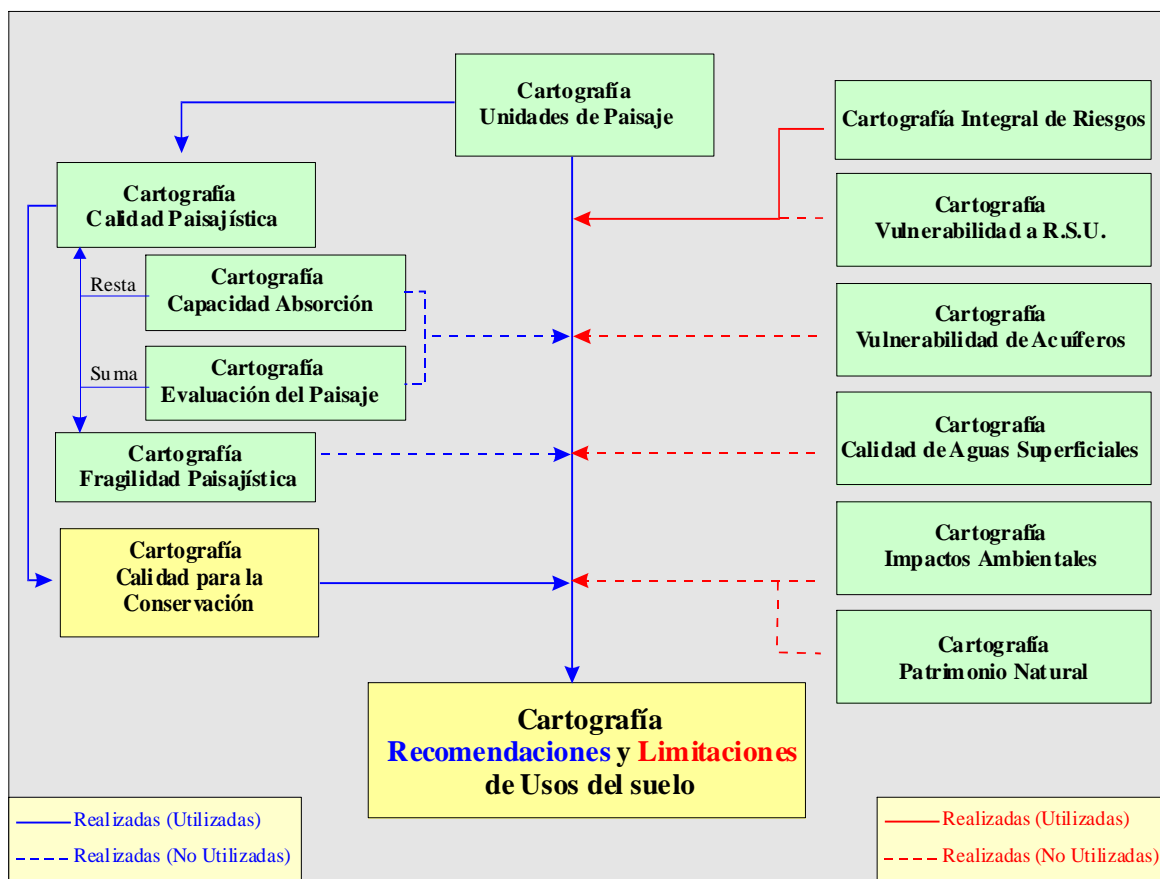 Cartografía
Unidades de Paisaje
Cartografía Integral de Riesgos
Cartografía
Calidad Paisajística
Cartografía
Vulnerabilidad a R.S.U.
Resta
Cartografía
Capacidad Absorción
Cartografía
Vulnerabilidad de Acuíferos
Suma
Cartografía
Evaluación del Paisaje
Cartografía
Fragilidad Paisajística
Cartografía
Calidad de Aguas Superficiales
Cartografía
Calidad para la
Conservación
Cartografía
Impactos Ambientales
Cartografía
Patrimonio Natural
Cartografía
Recomendaciones y Limitaciones
de Usos del suelo
Realizadas (Utilizadas)
Realizadas (No Utilizadas)
Realizadas (Utilizadas)
Realizadas (No Utilizadas)